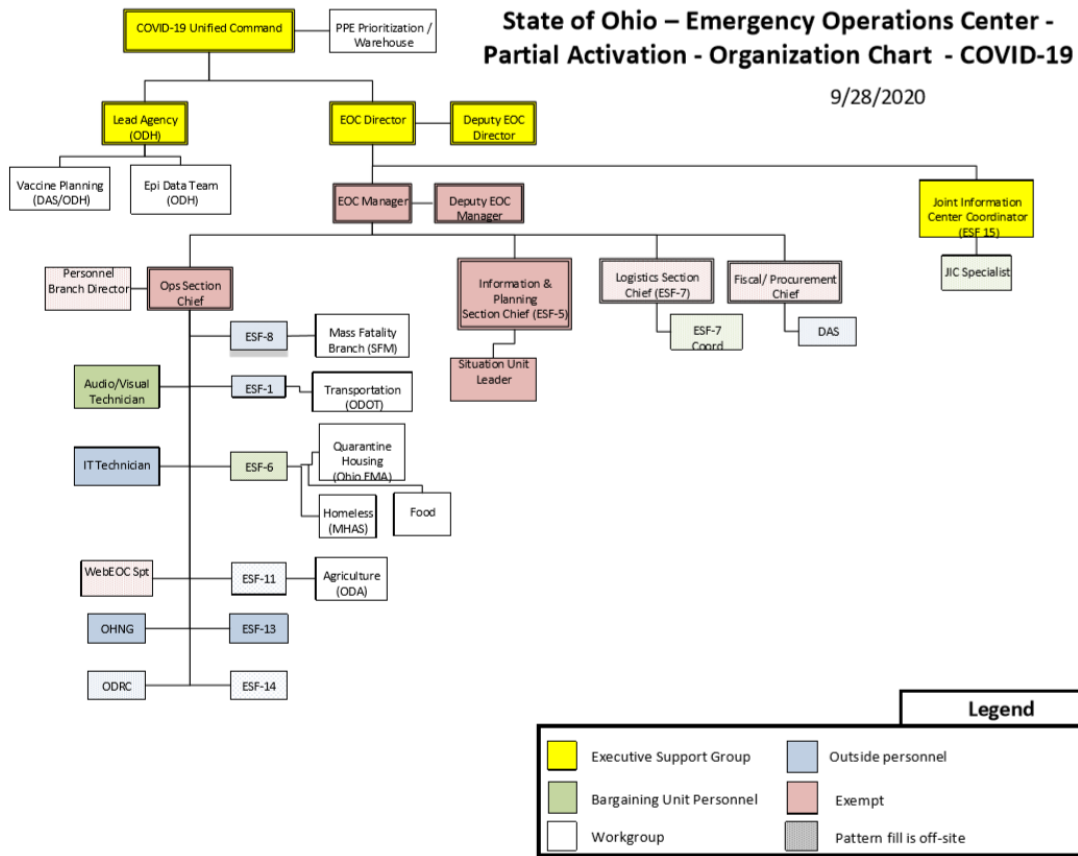 State of Ohio – Emergency Operations Center -
Partial Activation - Organization Chart - COVID-19
9/28/2020
COVID-19 Unified Command
PPE Prioritization /
Warehouse
Lead Agency
(ODH)
EOC Director
Deputy EOC
Director
Vaccine Planning
(DAS/ODH)
Epi Data Team
(ODH)
EOC Manager
Deputy EOC
Manager
Joint Information
Center Coordinator
(ESF 15)
JIC Specialist
Personnel
Branch Director
Ops Section
Chief
Information &
Planning
Section Chief (ESF-5)
Logistics Section
Chief (ESF-7)
Fiscal/ Procurement
Chief
ESF-8
Mass Fatality
Branch (SFM)
ESF-7
Coord
DAS
Situation Unit
Leader
Audio/Visual
Technician
ESF-1
Transportation
(ODOT)
IT Technician
ESF-6
Quarantine
Housing
(Ohio EMA)
Homeless
(MHAS)
Food
WebEOC Spt
ESF-11
Agriculture
(ODA)
OHNG
ESF-13
ODRC
ESF-14
Legend
Executive Support Group
Outside personnel
Bargaining Unit Personnel
Exempt
Workgroup
Pattern fill is off-site